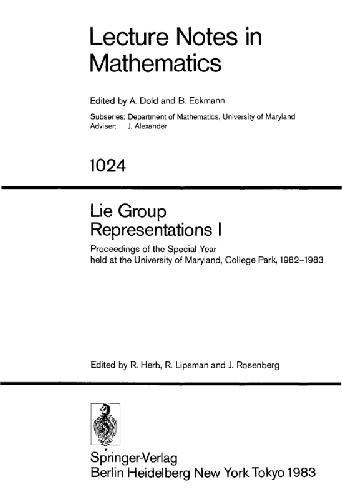 Lecture Notes in
Mathematics
Edited by A. Dold and B. Eckmann
Subseries: Department of Mathematics, University of Maryland
Adviser: J. Alexander
1024
Lie Group
Representations I
Proceedings of the Special Year
held at the University of Maryland, College Park, 1982–1983
Edited by R. Herb, R. Lipsman and J. Rosenberg
Springer-Verlag
Berlin Heidelberg New York Tokyo 1983